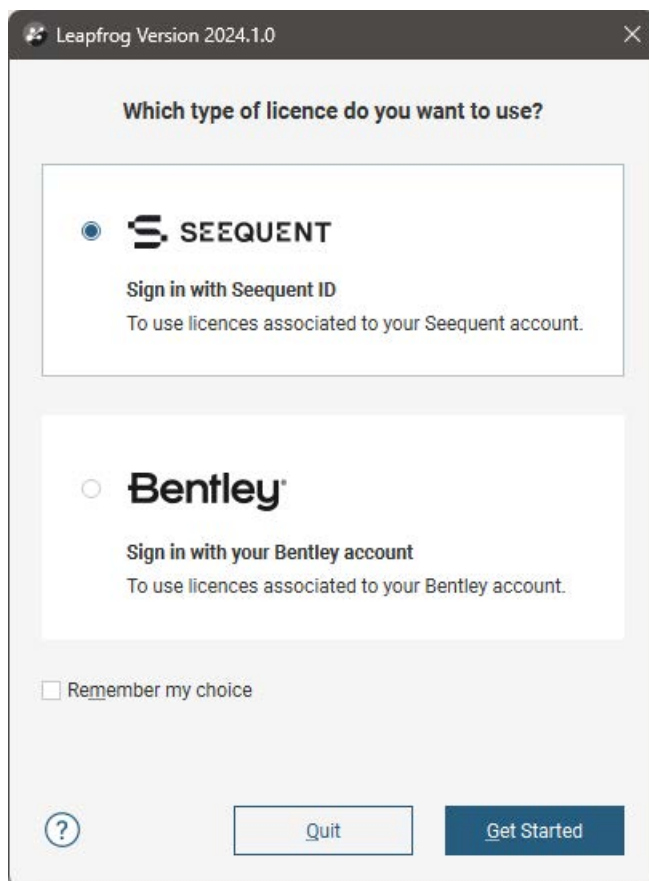 Leapfrog Version 2024.1.0
Which type of licence do you want to use?
SEEQUENT
Sign in with Seequent ID
To use licences associated to your Seequent account.
Bentley®
Sign in with your Bentley account
To use licences associated to your Bentley account.
Remember my choice
?
Quit
Get Started